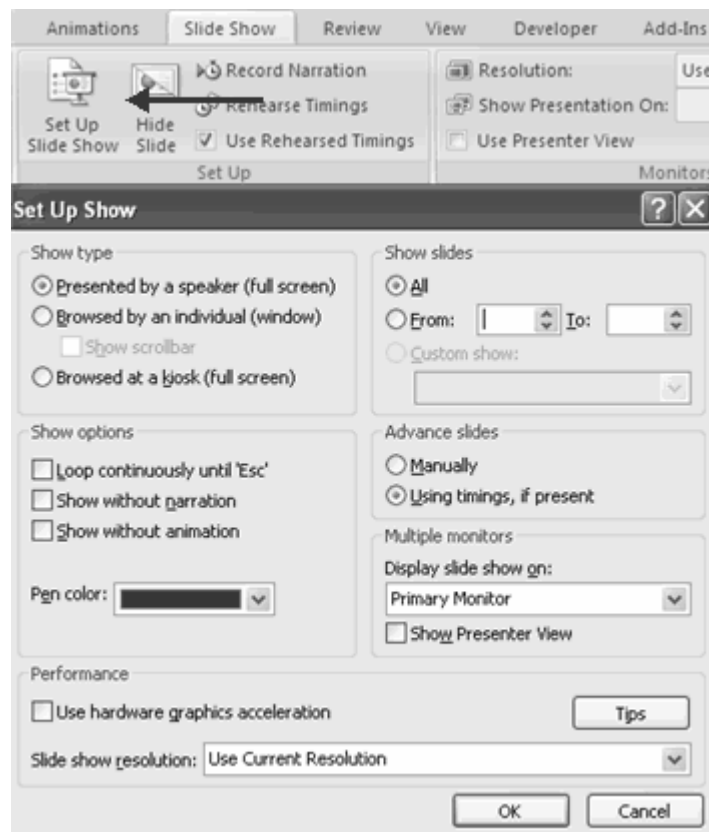 Animations Slide Show Review View Developer Add-Ins
Set Up
Slide Show
Hide
Slide
Record Narration
Rehearse Timings
Use Rehearsed Timings
Set Up
Resolution: Use
Show Presentation On:
Use Presenter View
Monitors
Set Up Show
Show type
Presented by a speaker (full screen)
Browsed by an individual (window)
Show scrollbar
Browsed at a kiosk (full screen)
Show slides
All
From: To:
Custom show:
Show options
Loop continuously until 'Esc'
Show without narration
Show without animation
Pen color:
Advance slides
Manually
Using timings, if present
Multiple monitors
Display slide show on:
Primary Monitor
Show Presenter View
Performance
Use hardware graphics acceleration
Tips
Slide show resolution: Use Current Resolution
OK Cancel